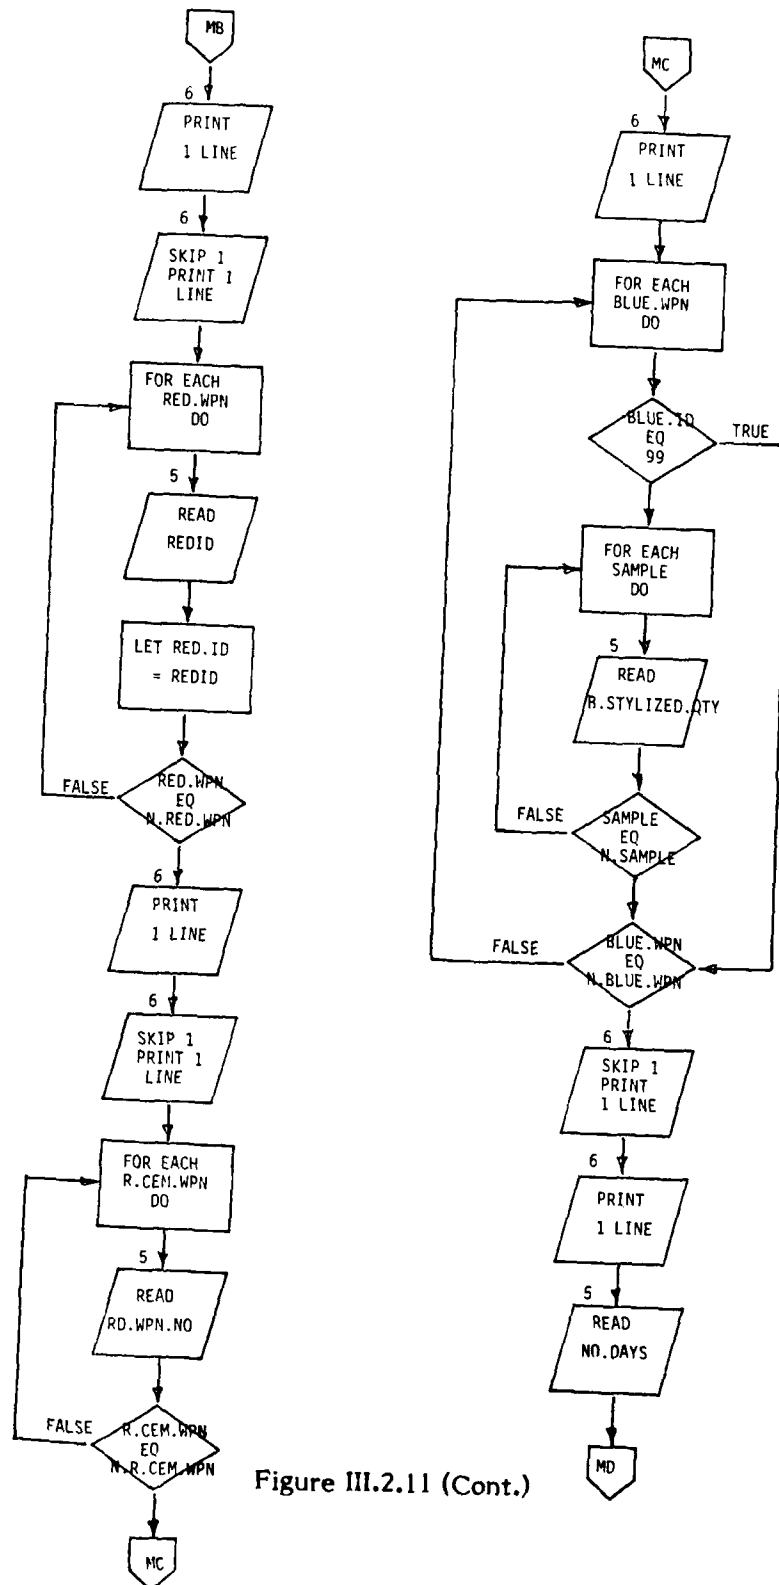 MB
6
PRINT
1 LINE
6
SKIP 1
PRINT 1
LINE
FOR EACH
RED.WPN
DO
5
READ
REDID
LET RED.ID
= REDID
RED.WPN
EQ
N.RED.WPN
FALSE
6
PRINT
1 LINE
6
SKIP 1
PRINT 1
LINE
FOR EACH
R.CEM.WPN
DO
5
READ
RD.WPN.NO
R.CEM.WPN
EQ
N.R.CEM.WPN
FALSE
MC
MC
6
PRINT
1 LINE
FOR EACH
BLUE.WPN
DO
BLUE.ID
EQ
99
TRUE
FOR EACH
SAMPLE
DO
5
READ
R.STYLIZED.QTY
SAMPLE
EQ
N.SAMPLE
FALSE
BLUE.WPN
EQ
N.BLUE.WPN
FALSE
6
SKIP 1
PRINT
1 LINE
6
PRINT
1 LINE
5
READ
NO.DAYS
MD
Figure III.2.11 (Cont.)